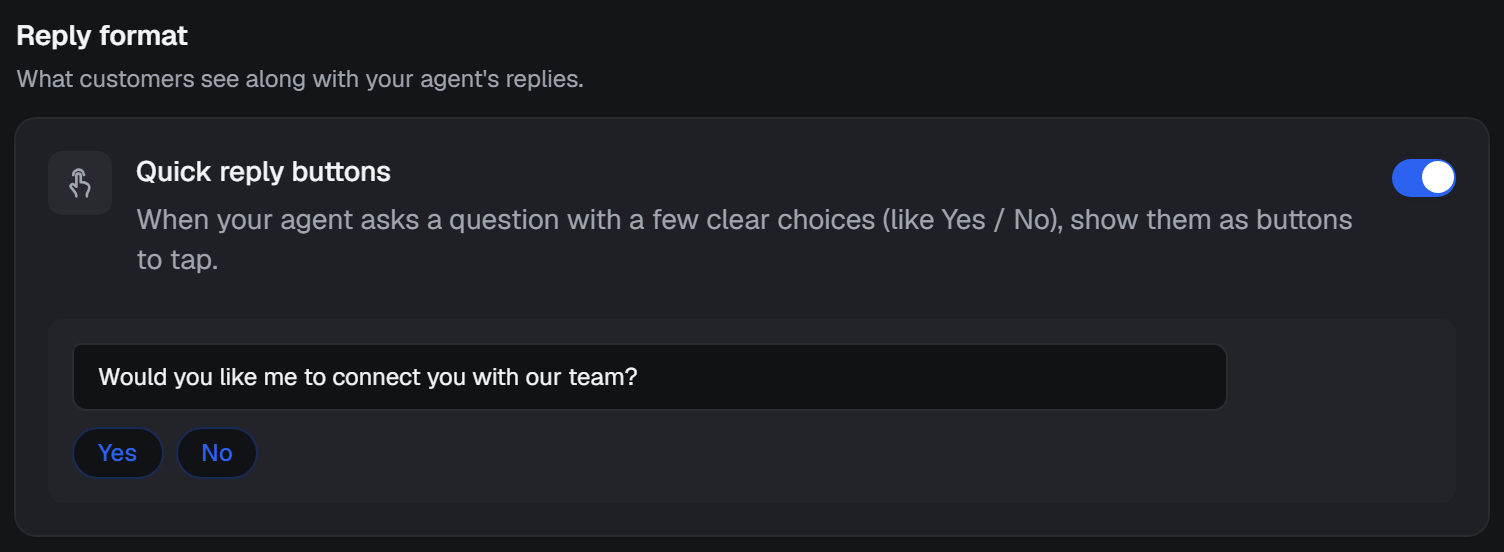 Reply format
What customers see along with your agent's replies.
Quick reply buttons
When your agent asks a question with a few clear choices (like Yes / No), show them as buttons
to tap.
Would you like me to connect you with our team?
Yes
No